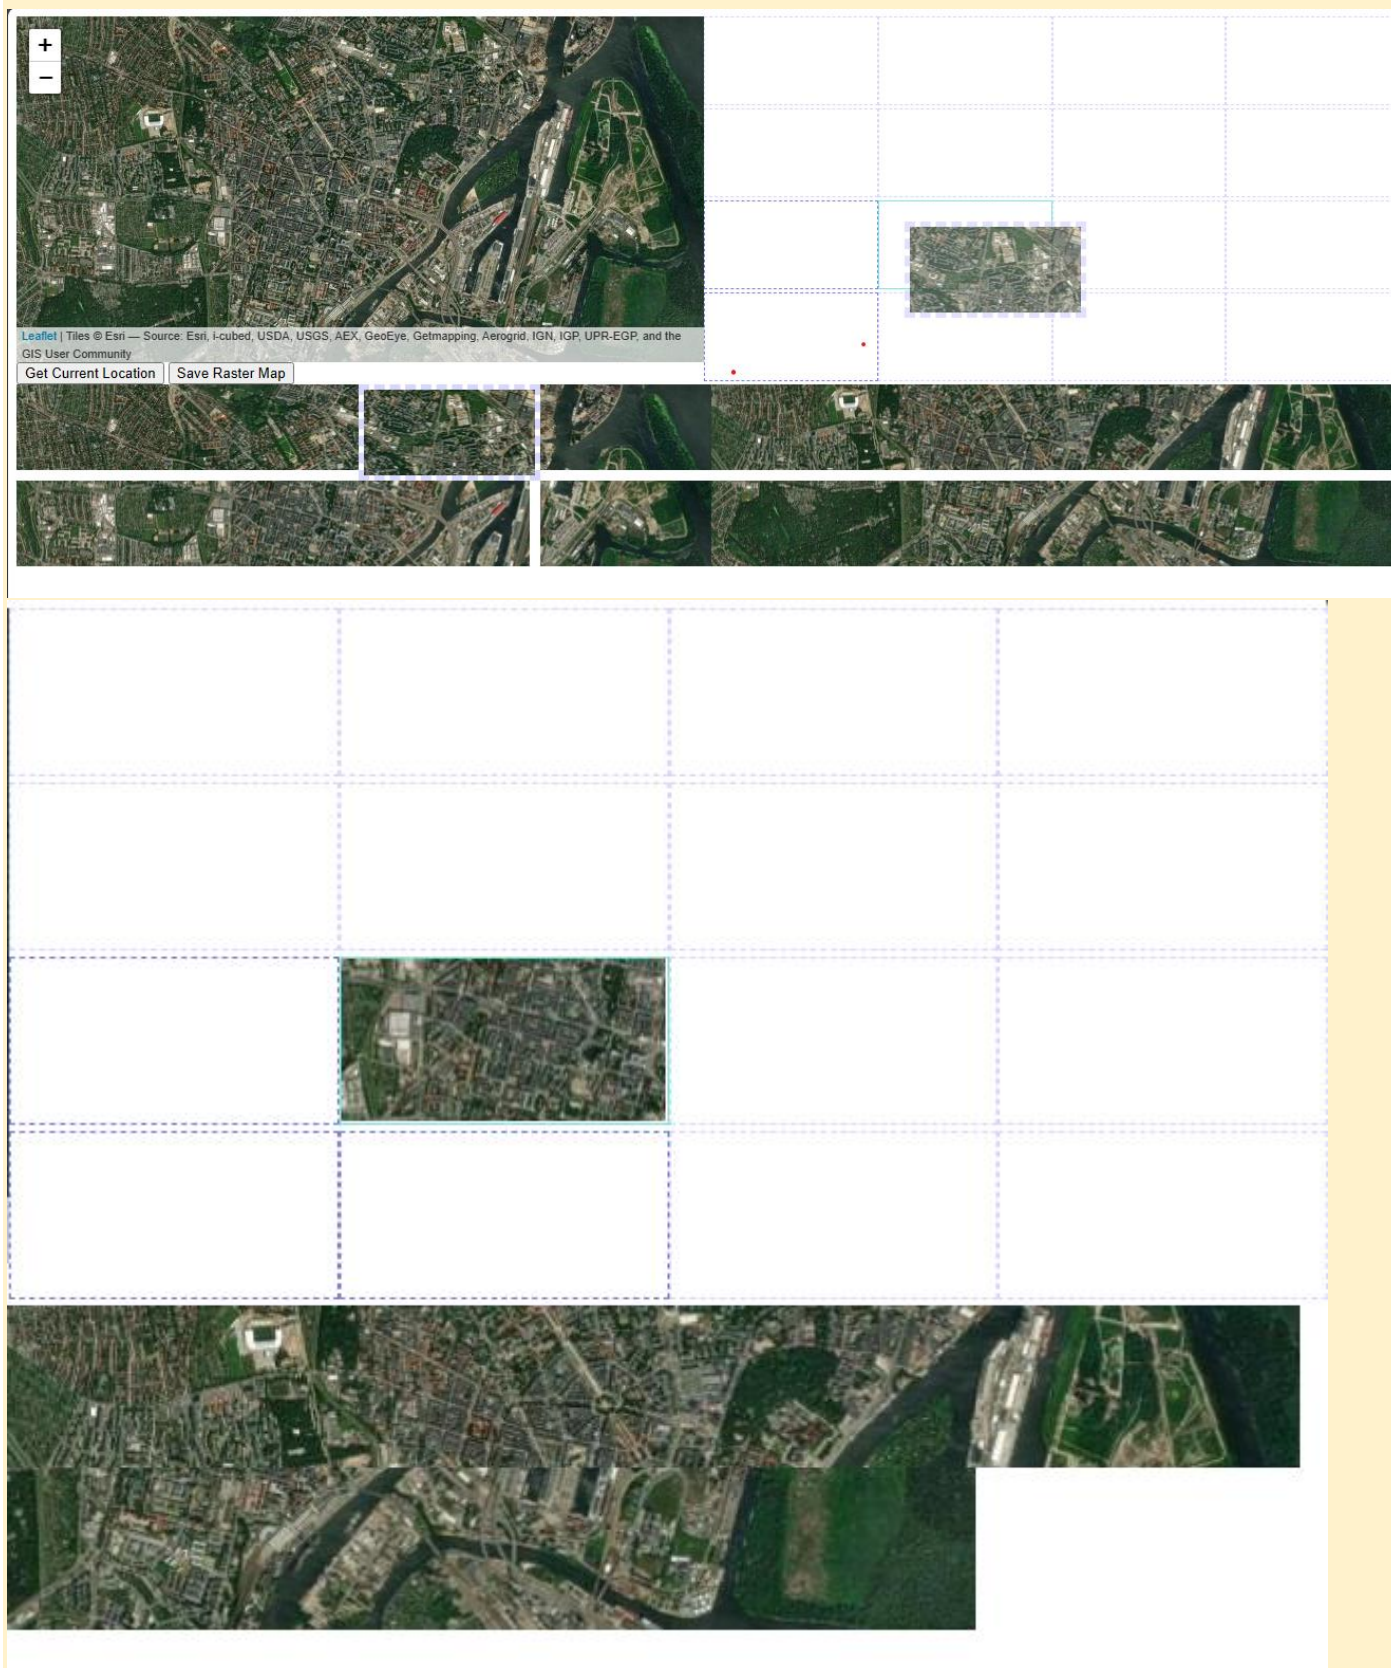 +
−
Leaflet | Tiles © Esri — Source: Esri, i-cubed, USDA, USGS, AEX, GeoEye, Getmapping, Aerogrid, IGN, IGP, UPR-EGP, and the
GIS User Community
Get Current Location Save Raster Map